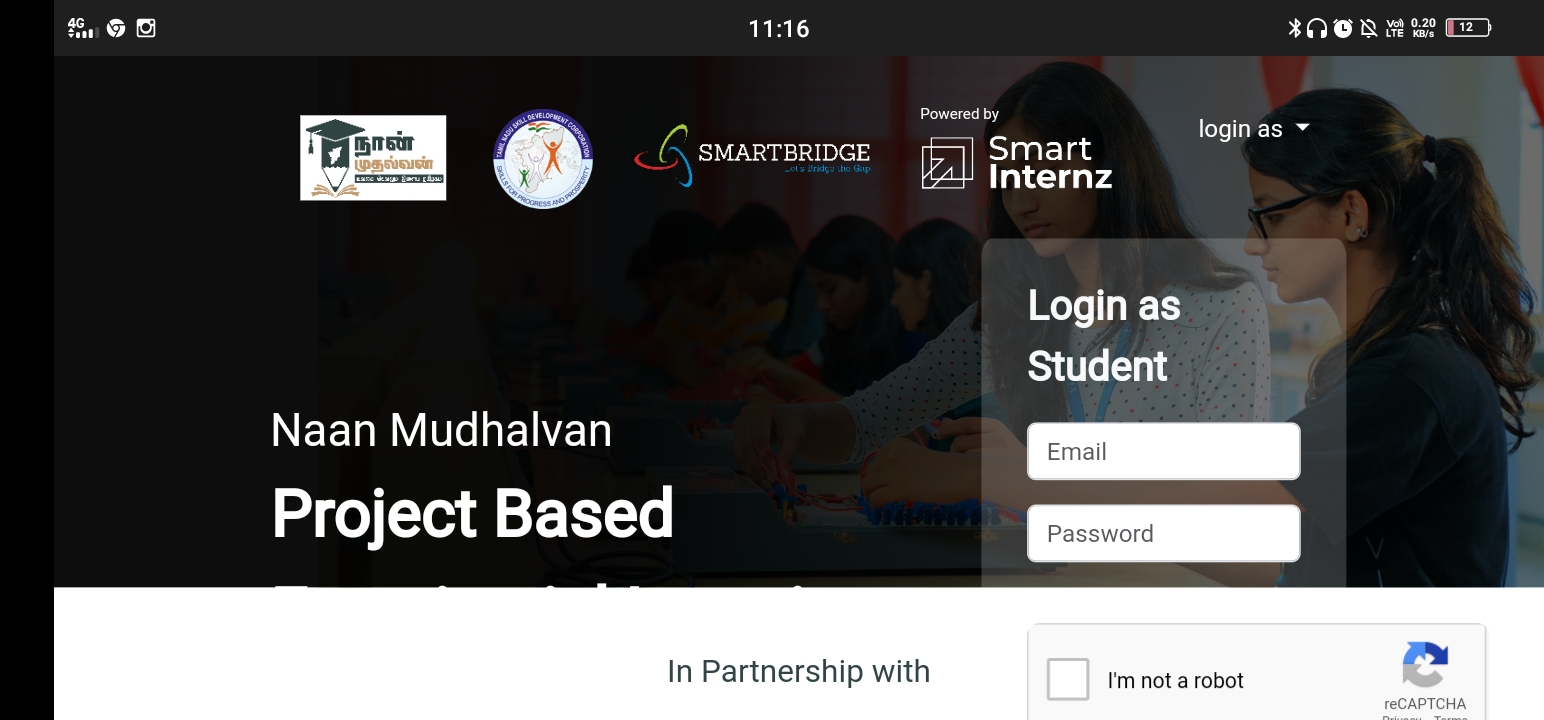 4G
11:16
Vo)) LTE
0.20 KB/s
12
நான்
முதல்வன்
TAMIL NADU SKILL DEVELOPMENT CORPORATION
SKILLS FOR PROGRESS AND PROSPERITY
SMARTBRIDGE
Let's Bridge the Gap
Powered by
Smart
Internz
login as
Login as
Student
Email
Password
Naan Mudhalvan
Project Based
In Partnership with
I'm not a robot
reCAPTCHA
Privacy - Terms